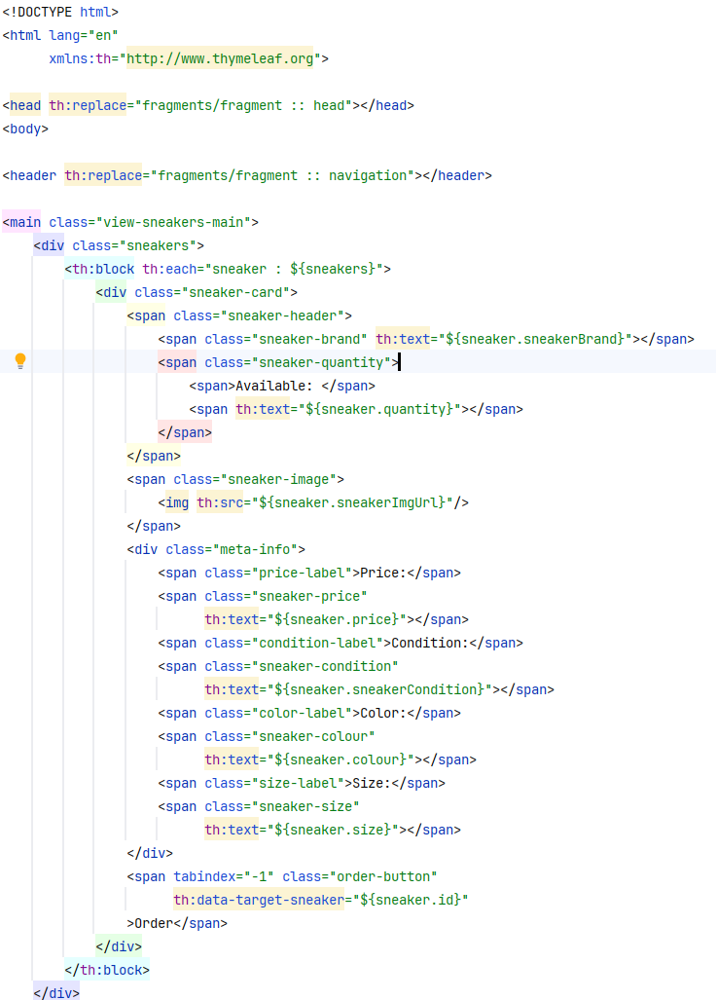 <!DOCTYPE html>
<html lang="en"
      xmlns:th="http://www.thymeleaf.org">
<head th:replace="fragments/fragment :: head"></head>
<body>
<header th:replace="fragments/fragment :: navigation"></header>
<main class="view-sneakers-main">
    <div class="sneakers">
        <th:block th:each="sneaker : ${sneakers}">
            <div class="sneaker-card">
                <span class="sneaker-header">
                    <span class="sneaker-brand" th:text="${sneaker.sneakerBrand}"></span>
                    <span class="sneaker-quantity">
                        <span>Available: </span>
                        <span th:text="${sneaker.quantity}"></span>
                    </span>
                </span>
                <span class="sneaker-image">
                    <img th:src="${sneaker.sneakerImgUrl}"/>
                </span>
                <div class="meta-info">
                    <span class="price-label">Price:</span>
                    <span class="sneaker-price"
                          th:text="${sneaker.price}"></span>
                    <span class="condition-label">Condition:</span>
                    <span class="sneaker-condition"
                          th:text="${sneaker.sneakerCondition}"></span>
                    <span class="color-label">Color:</span>
                    <span class="sneaker-colour"
                          th:text="${sneaker.colour}"></span>
                    <span class="size-label">Size:</span>
                    <span class="sneaker-size"
                          th:text="${sneaker.size}"></span>
                </div>
                <span tabindex="-1" class="order-button"
                      th:data-target-sneaker="${sneaker.id}"
                >Order</span>
            </div>
        </th:block>
    </div>